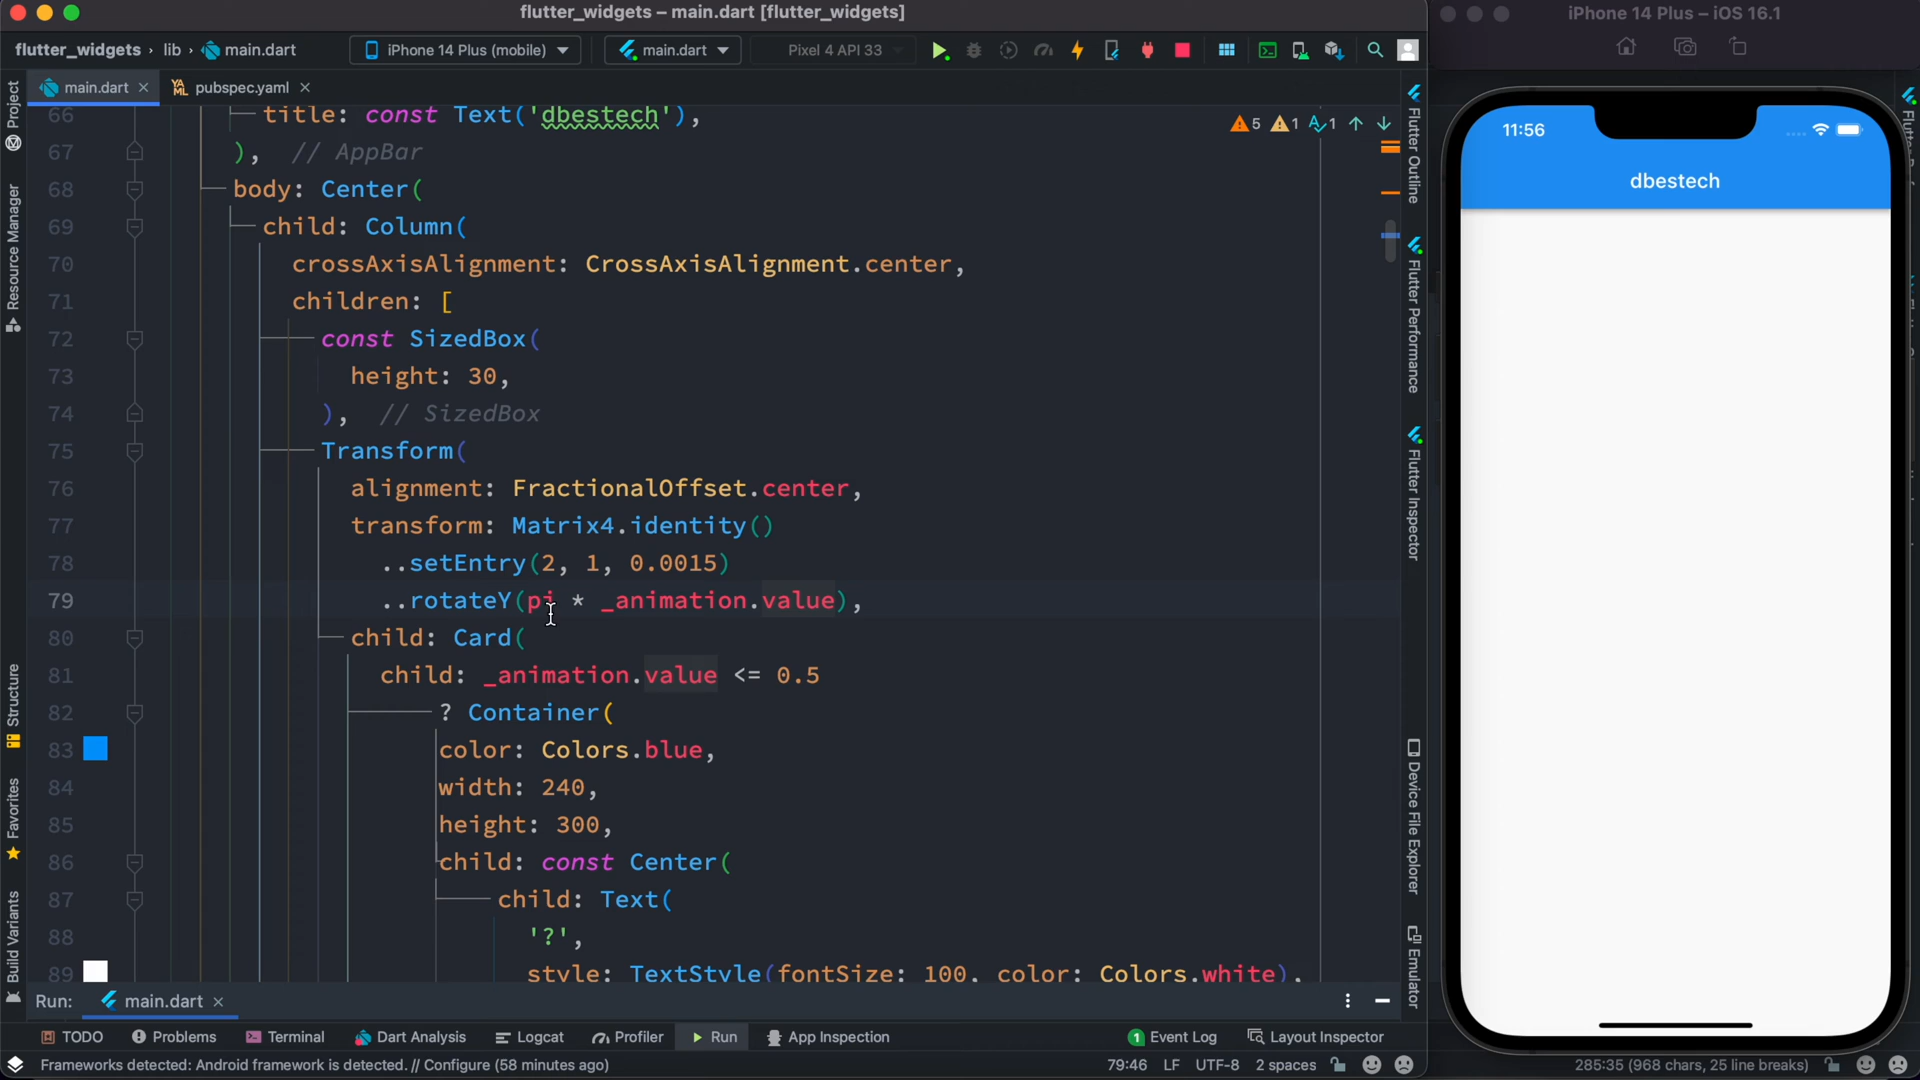 flutter_widgets – main.dart [flutter_widgets]
iPhone 14 Plus – iOS 16.1
flutter_widgets › lib › main.dart
iPhone 14 Plus (mobile)
main.dart
Pixel 4 API 33
main.dart
YAML
pubspec.yaml
66 title: const Text('dbestech'),
5 1 1
67 ), // AppBar
68 body: Center(
69 child: Column(
70 crossAxisAlignment: CrossAxisAlignment.center,
71 children: [
72 const SizedBox(
73 height: 30,
74 ), // SizedBox
75 Transform(
76 alignment: FractionalOffset.center,
77 transform: Matrix4.identity()
78 ..setEntry(2, 1, 0.0015)
79 ..rotateY(pi * _animation.value),
80 child: Card(
81 child: _animation.value <= 0.5
82 ? Container(
83 color: Colors.blue,
84 width: 240,
85 height: 300,
86 child: const Center(
87 child: Text(
88 '?',
89 style: TextStyle(fontSize: 100, color: Colors.white),
Project
Resource Manager
Structure
Favorites
Build Variants
Flutter Outline
Flutter Performance
Flutter Inspector
Device File Explorer
Emulator
11:56
dbestech
Run: main.dart
TODO Problems Terminal Dart Analysis Logcat Profiler Run App Inspection 1 Event Log Layout Inspector
Frameworks detected: Android framework is detected. // Configure (58 minutes ago)
79:46 LF UTF-8 2 spaces
285:35 (968 chars, 25 line breaks)